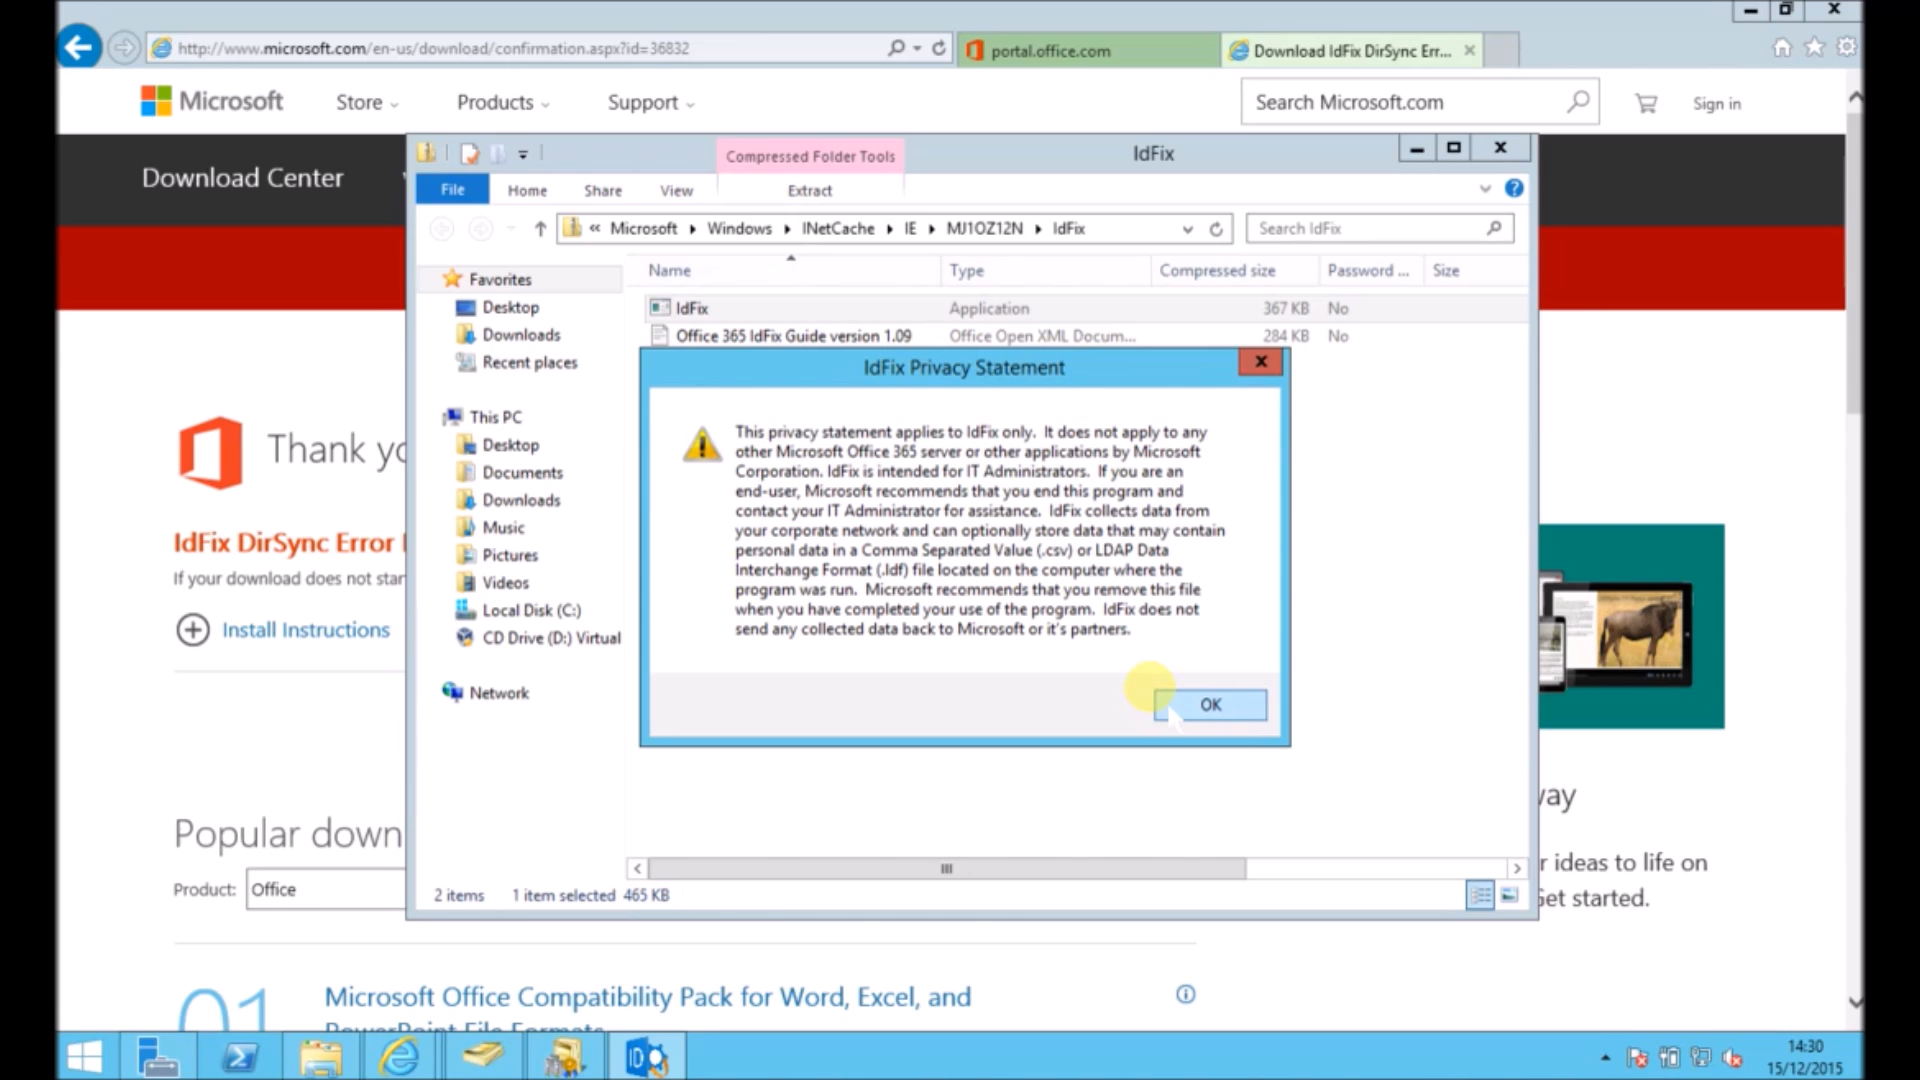 http://www.microsoft.com/en-us/download/confirmation.aspx?id=36832
portal.office.com
Download IdFix DirSync Err...
Microsoft
Store
Products
Support
Search Microsoft.com
Sign in
Download Center
Compressed Folder Tools
IdFix
File
Home
Share
View
Extract
« Microsoft Windows INetCache IE MJ1OZ12N IdFix
Search IdFix
Name
Type
Compressed size
Password ...
Size
Favorites
Desktop
Downloads
Recent places
This PC
Desktop
Documents
Downloads
Music
Pictures
Videos
Local Disk (C:)
CD Drive (D:) Virtual
Network
IdFix Application 367 KB No
Office 365 IdFix Guide version 1.09 Office Open XML Docum... 284 KB No
IdFix Privacy Statement
This privacy statement applies to IdFix only. It does not apply to any
other Microsoft Office 365 server or other applications by Microsoft
Corporation. IdFix is intended for IT Administrators. If you are an
end-user, Microsoft recommends that you end this program and
contact your IT Administrator for assistance. IdFix collects data from
your corporate network and can optionally store data that may contain
personal data in a Comma Separated Value (.csv) or LDAP Data
Interchange Format (.ldf) file located on the computer where the
program was run. Microsoft recommends that you remove this file
when you have completed your use of the program. IdFix does not
send any collected data back to Microsoft or it's partners.
OK
2 items 1 item selected 465 KB
Thank yo
IdFix DirSync Error
If your download does not star
Install Instructions
Popular down
Product: Office
01
Microsoft Office Compatibility Pack for Word, Excel, and
PowerPoint File Formats
way
r ideas to life on
Get started.
ID
14:30
15/12/2015